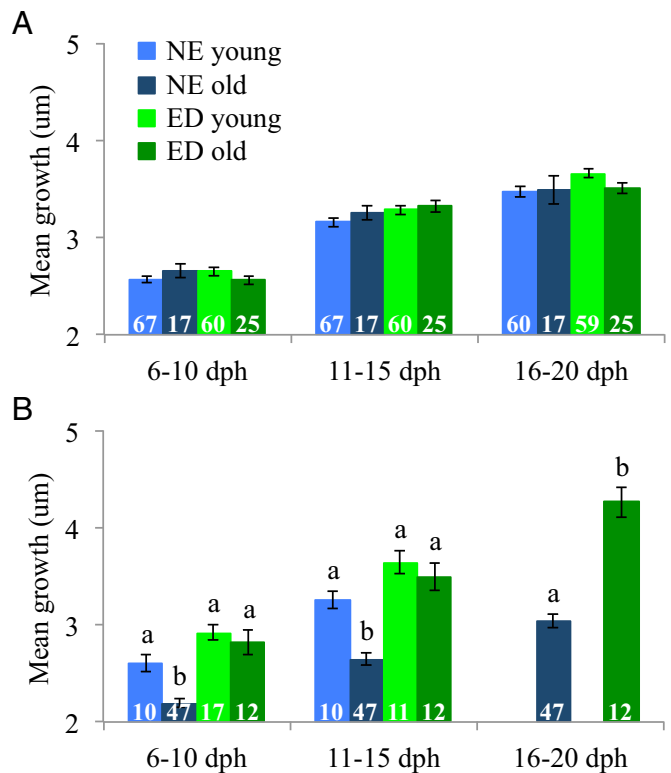 A
5
4
3
2
Mean growth (um)
NE young
NE old
ED young
ED old
67 17 60 25
67 17 60 25
60 17 59 25
6-10 dph
11-15 dph
16-20 dph
B
5
4
3
2
Mean growth (um)
a b a a
a b a a
a b
10 47 17 12
10 47 11 12
47 12
6-10 dph
11-15 dph
16-20 dph